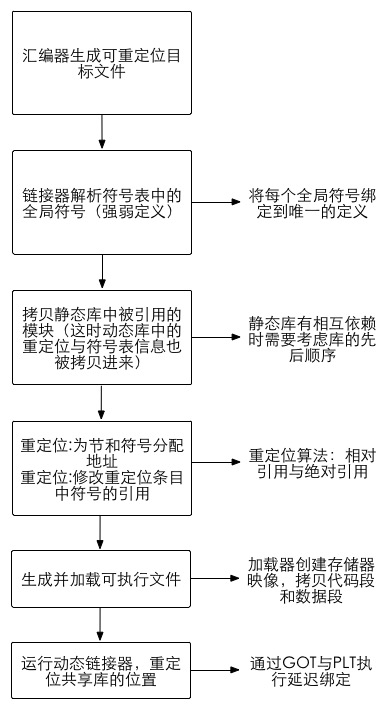 汇编器生成可重定位目
标文件
链接器解析符号表中的
全局符号（强弱定义）
将每个全局符号绑
定到唯一的定义
拷贝静态库中被引用的
模块（这时动态库中的
重定位与符号表信息也
被拷贝进来）
静态库有相互依赖
时需要考虑库的先
后顺序
重定位:为节和符号分配
地址
重定位:修改重定位条目
中符号的引用
重定位算法：相对
引用与绝对引用
生成并加载可执行文件
加载器创建存储器
映像，拷贝代码段
和数据段
运行动态链接器，重定
位共享库的位置
通过GOT与PLT执
行延迟绑定